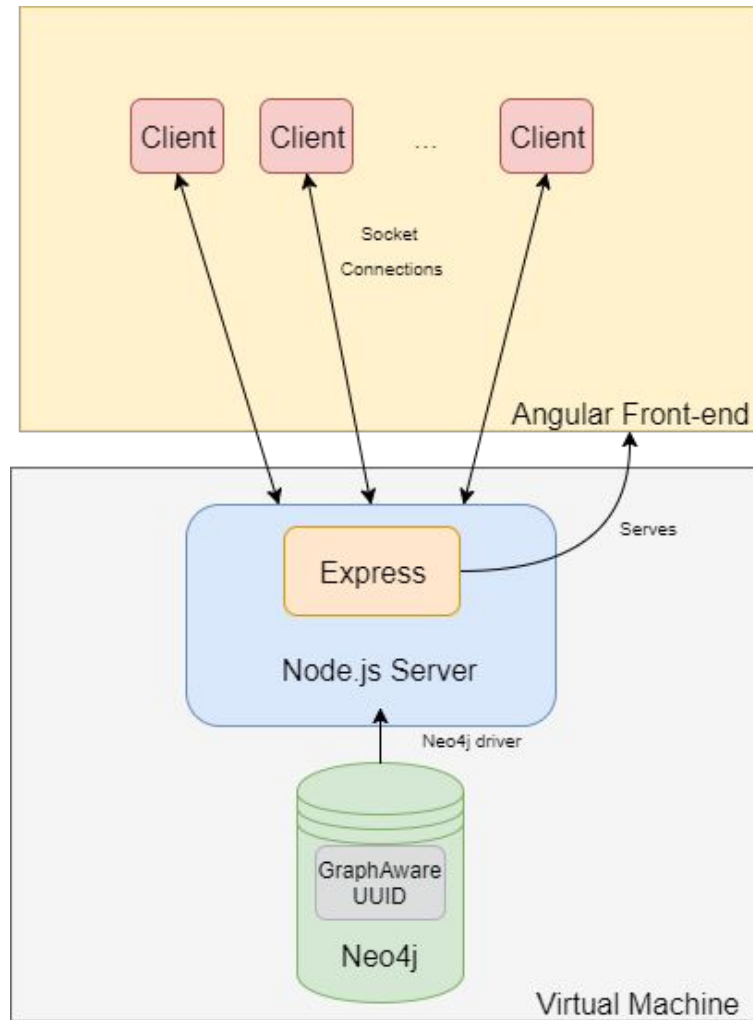 Client
Client
...
Client
Socket
Connections
Angular Front-end
Serves
Express
Node.js Server
Neo4j driver
GraphAware
UUID
Neo4j
Virtual Machine